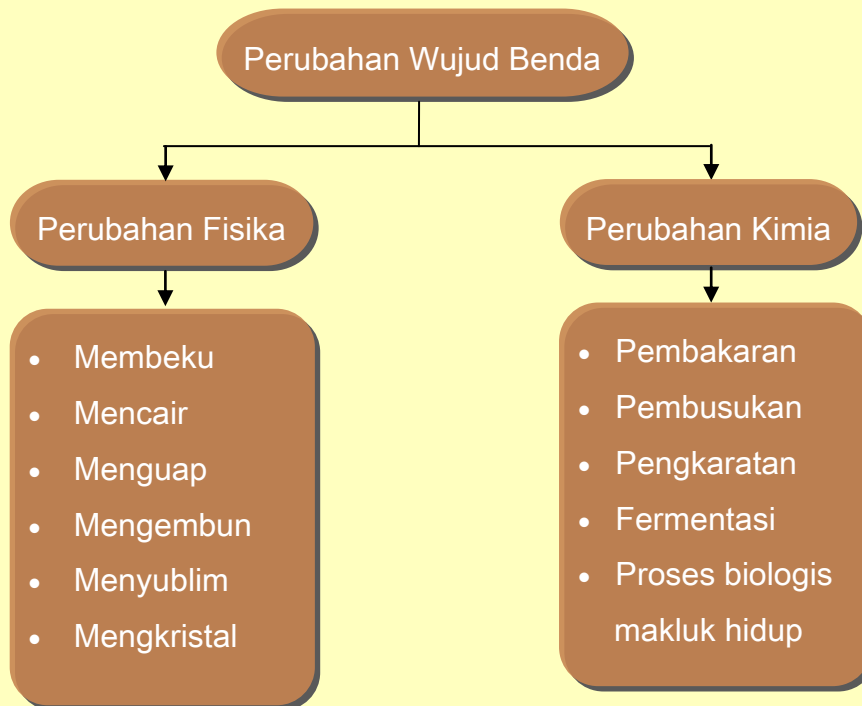 Perubahan Wujud Benda
Perubahan Fisika
Perubahan Kimia
• Membeku
• Mencair
• Menguap
• Mengembun
• Menyublim
• Mengkristal
• Pembakaran
• Pembusukan
• Pengkaratan
• Fermentasi
• Proses biologis
makluk hidup